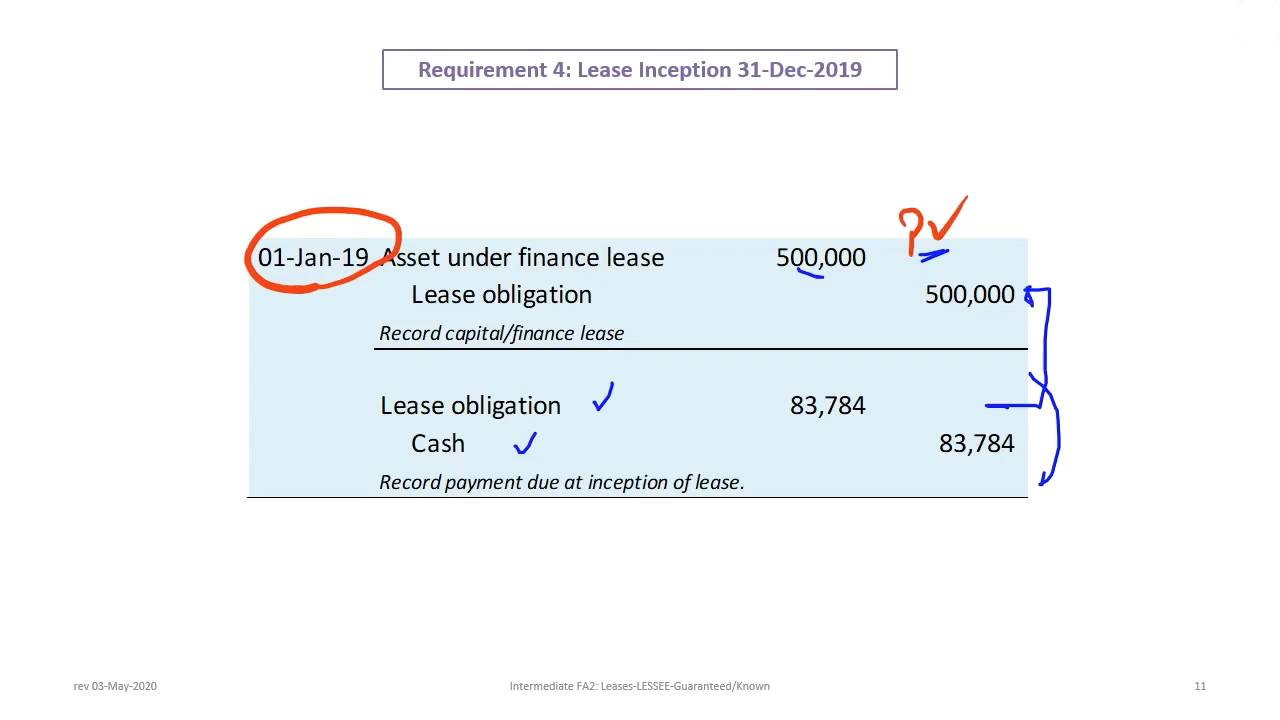 Requirement 4: Lease Inception 31-Dec-2019
PV
01-Jan-19 Asset under finance lease 500,000
Lease obligation 500,000
Record capital/finance lease
Lease obligation 83,784
Cash 83,784
Record payment due at inception of lease.
rev 03-May-2020 Intermediate FA2: Leases-LESSEE-Guaranteed/Known 11